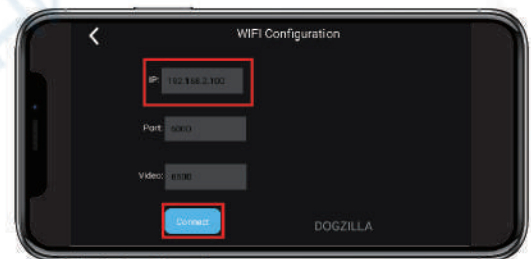 WIFI Configuration
IP: 192.168.2.100
Port: 6000
Video: 6500
Connect
DOGZILLA